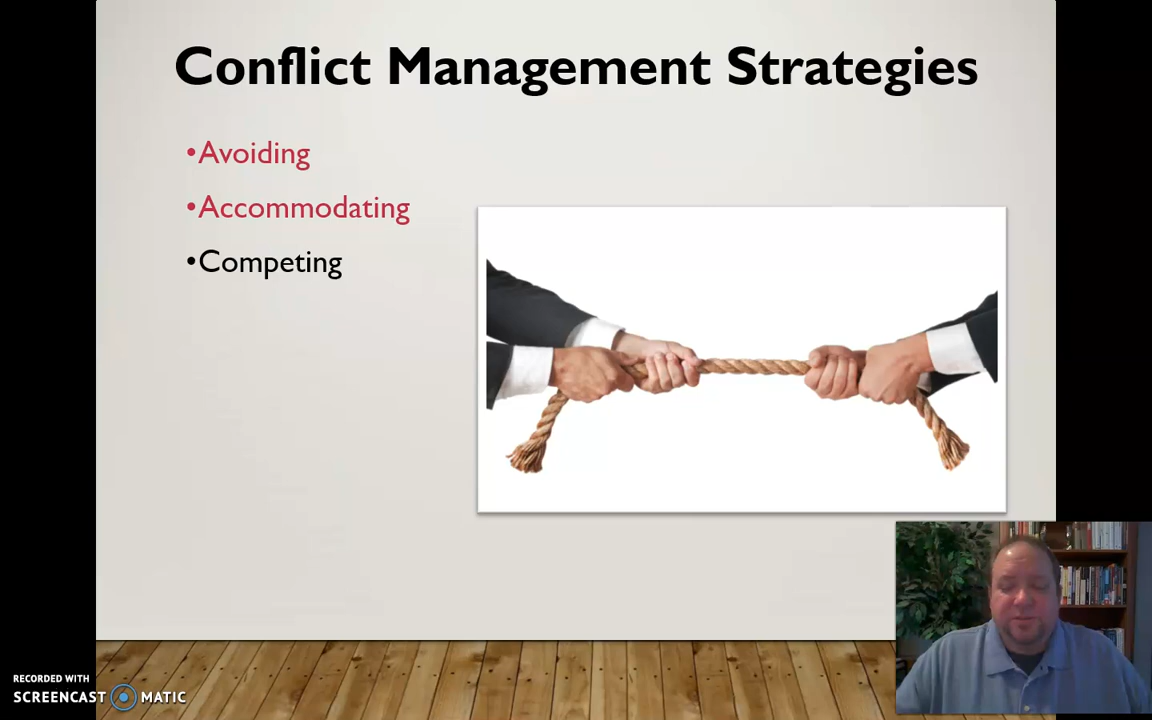 Conflict Management Strategies
•Avoiding
•Accommodating
•Competing
RECORDED WITH
SCREENCAST MATIC